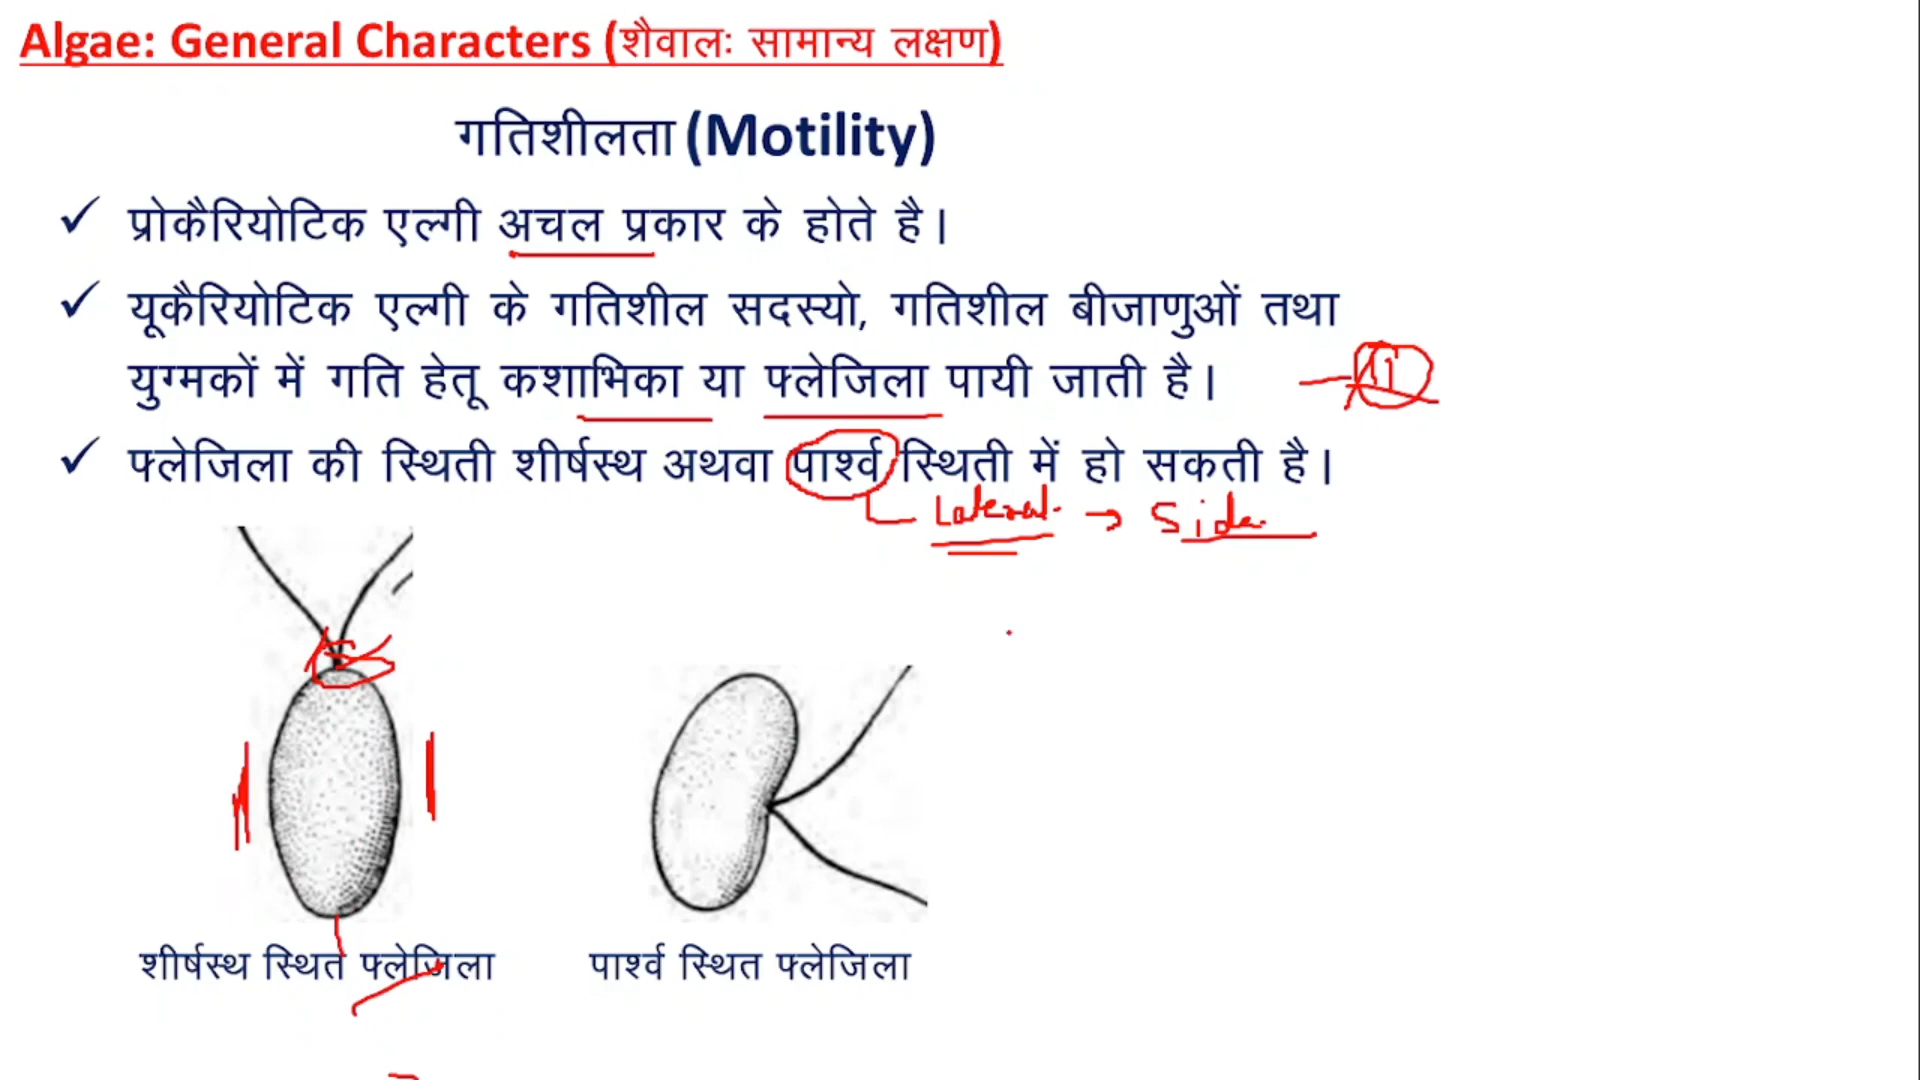 Algae: General Characters (शैवालः सामान्य लक्षण)
गतिशीलता (Motility)
✓ प्रोकैरियोटिक एल्गी अचल प्रकार के होते है।
✓ यूकैरियोटिक एल्गी के गतिशील सदस्यो, गतिशील बीजाणुओं तथा
युग्मकों में गति हेतू कशाभिका या फ्लेजिला पायी जाती है।
✓ फ्लेजिला की स्थिती शीर्षस्थ अथवा पार्श्व स्थिती में हो सकती है।
Lateral. → Side.
शीर्षस्थ स्थित फ्लेजिला
पार्श्व स्थित फ्लेजिला